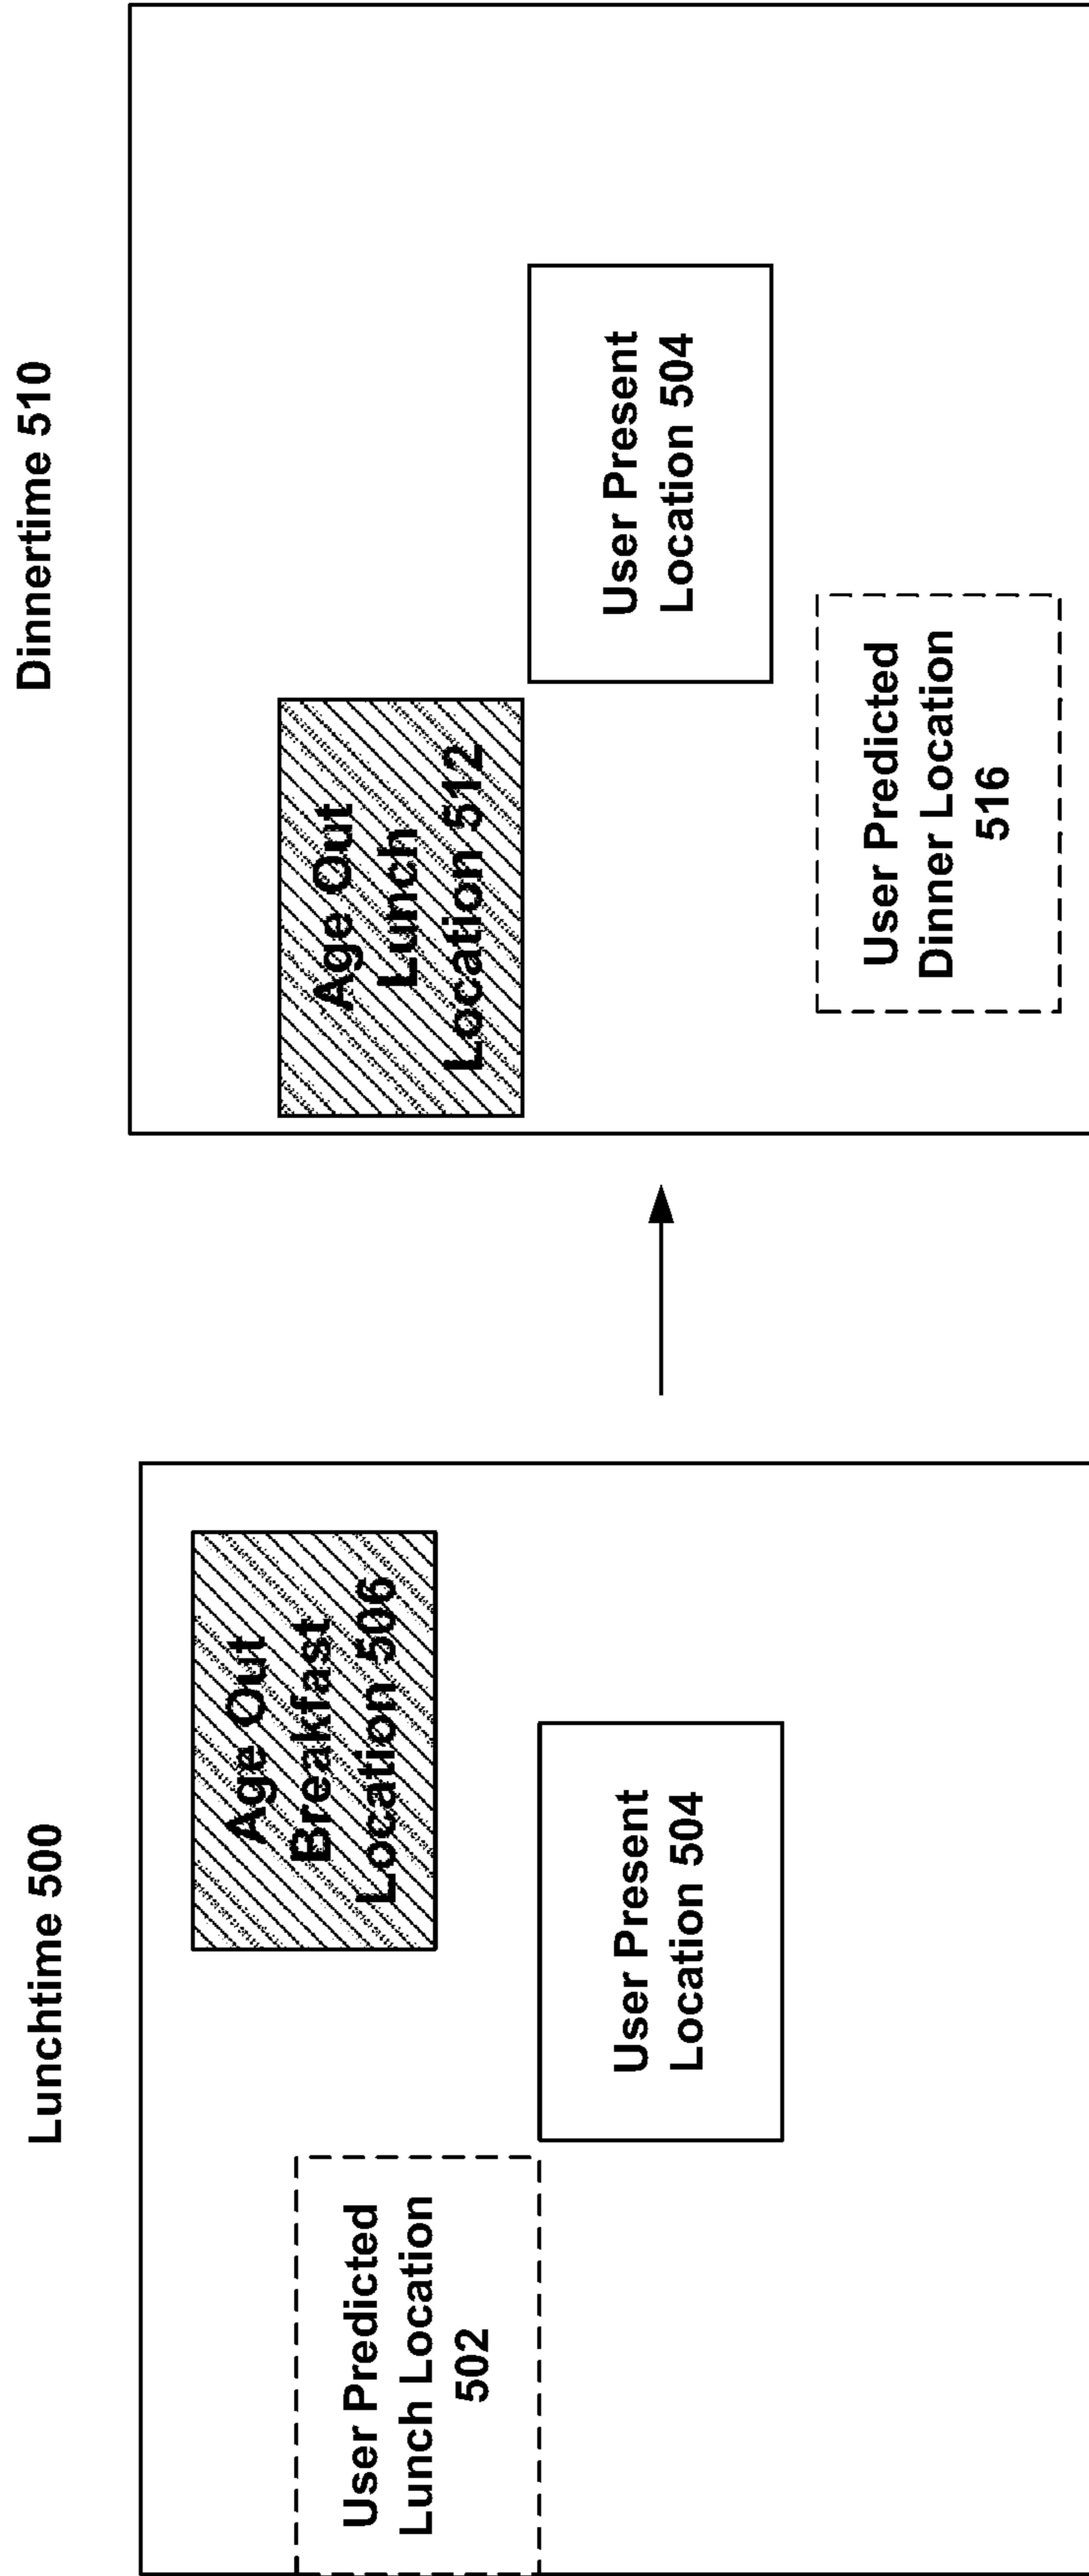 Lunchtime 500
User Predicted
Lunch Location
502
Age Out
Breakfast
Location 506
User Present
Location 504
Dinnertime 510
Age Out
Lunch
Location 512
User Present
Location 504
User Predicted
Dinner Location
516